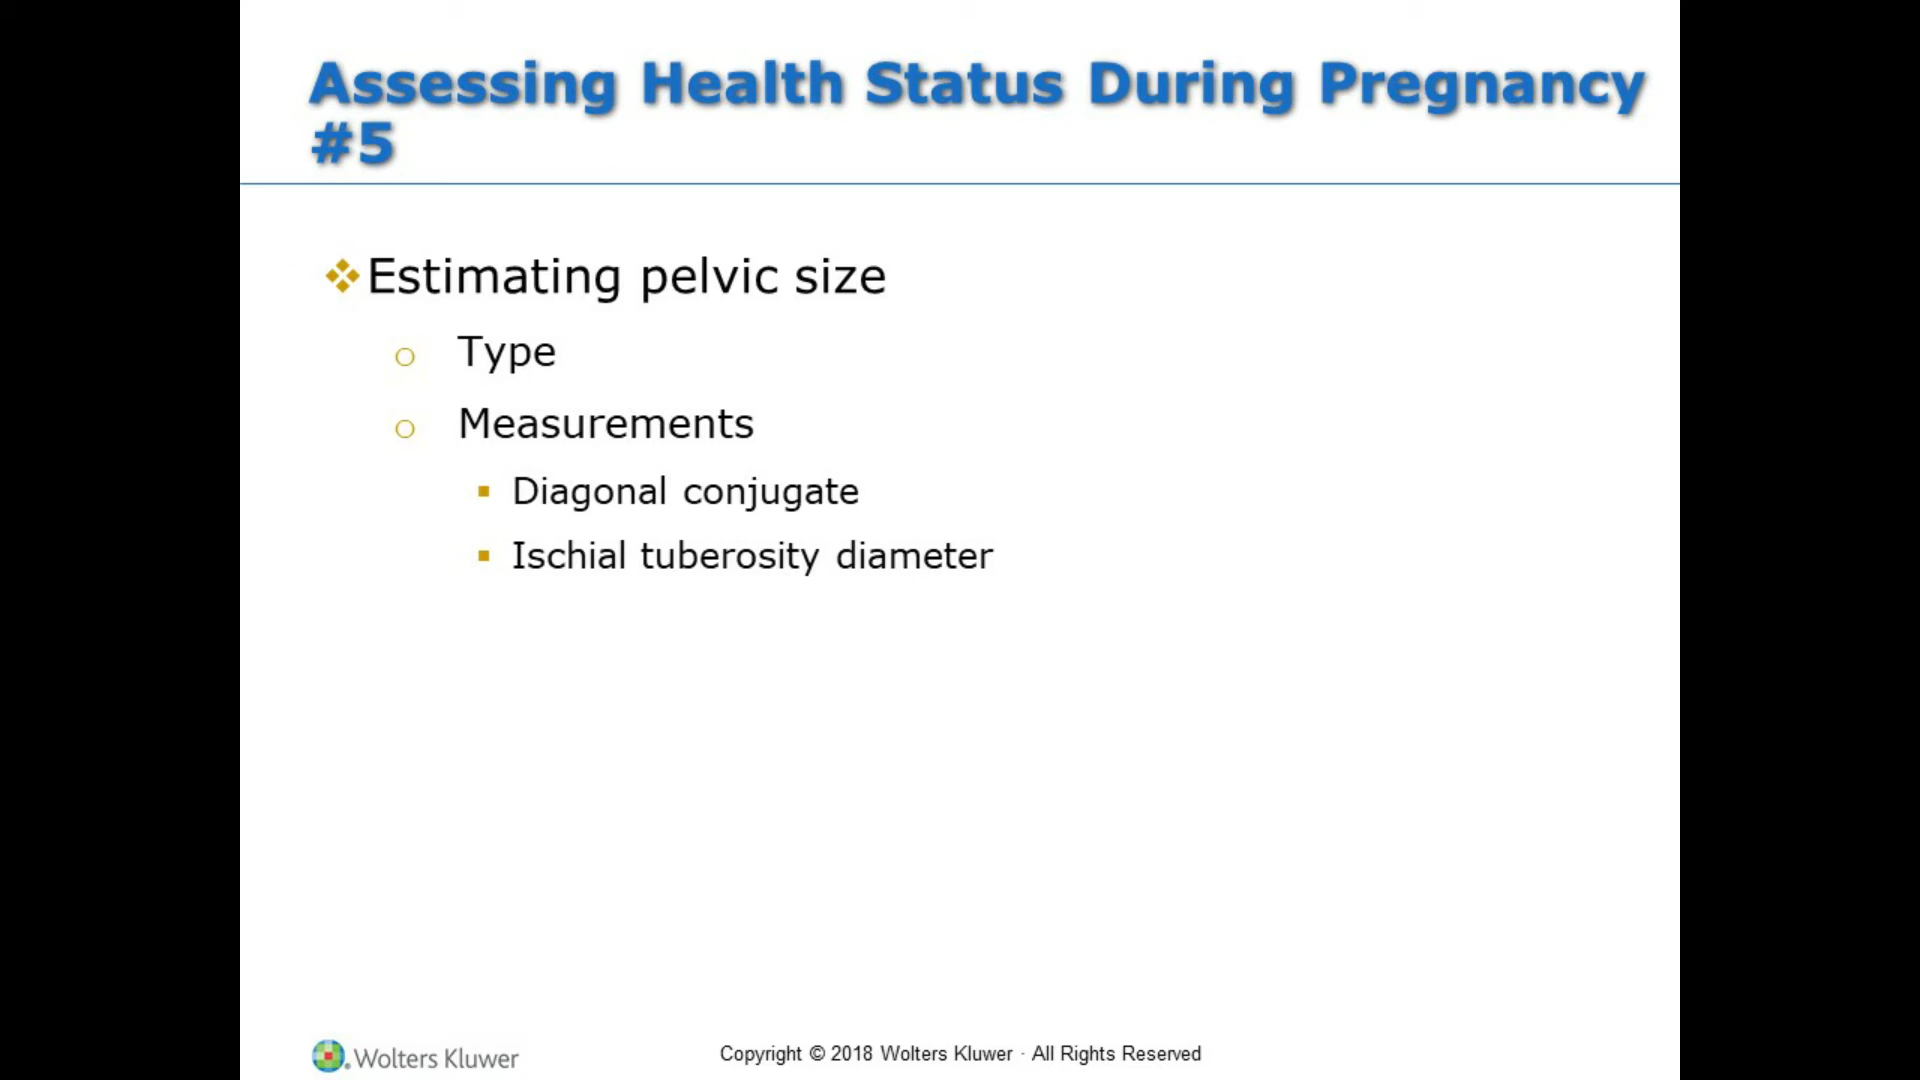 Assessing Health Status During Pregnancy
#5
Estimating pelvic size
Type
Measurements
Diagonal conjugate
Ischial tuberosity diameter
Wolters Kluwer
Copyright © 2018 Wolters Kluwer · All Rights Reserved